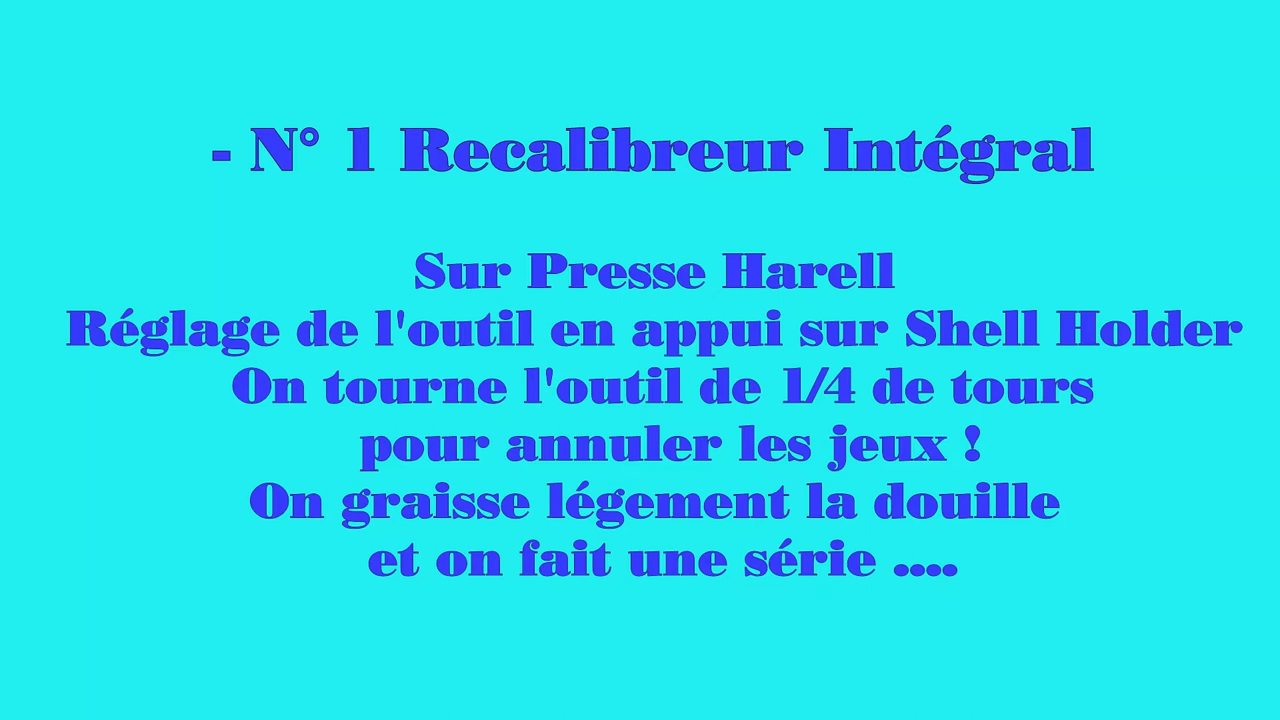 - N° 1 Recalibreur Intégral
Sur Presse Harell
Réglage de l'outil en appui sur Shell Holder
On tourne l'outil de 1/4 de tours
pour annuler les jeux !
On graisse légement la douille
et on fait une série ....